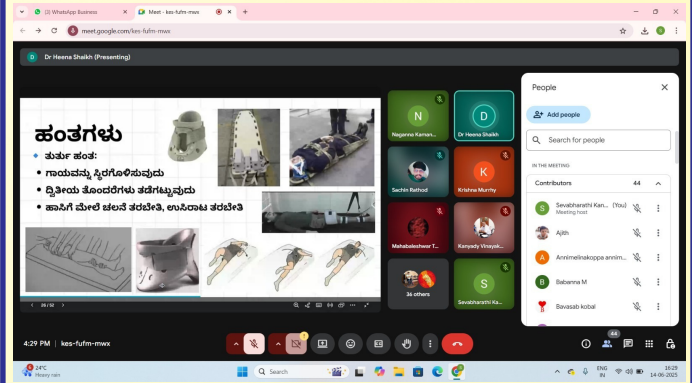 (3) WhatsApp Business
Meet - kes-fufm-mwx
meet.google.com/kes-fufm-mwx
S
D Dr Heena Shaikh (Presenting)
ಹಂತಗಳು
ತುರ್ತು ಹಂತ:
• ಗಾಯವನ್ನು ಸ್ಥಿರಗೊಳಿಸುವುದು
• ದ್ವಿತೀಯ ತೊಂದರೆಗಳು ತಡೆಗಟ್ಟುವುದು
• ಹಾಸಿಗೆ ಮೇಲೆ ಚಲನೆ ತರಬೇತಿ, ಉಸಿರಾಟ ತರಬೇತಿ
26/52
N
Naganna Kaman...
D
Dr Heena Shaikh
Sachin Rathod
K
Krishna Murrhy
Mahabaleshwar T...
Kanyady Vinayak...
36 others
S
Sevabharathi Ka...
People
Add people
Search for people
IN THE MEETING
Contributors 44
S Sevabharathi Kan... (You)
Meeting host
Ajith
A Annimelinakoppa annim...
B Babanna M
Bavasab kobal
4:29 PM | kes-fufm-mwx
44
24°C
Heavy rain
Search
ENG
IN
16:29
14-06-2025